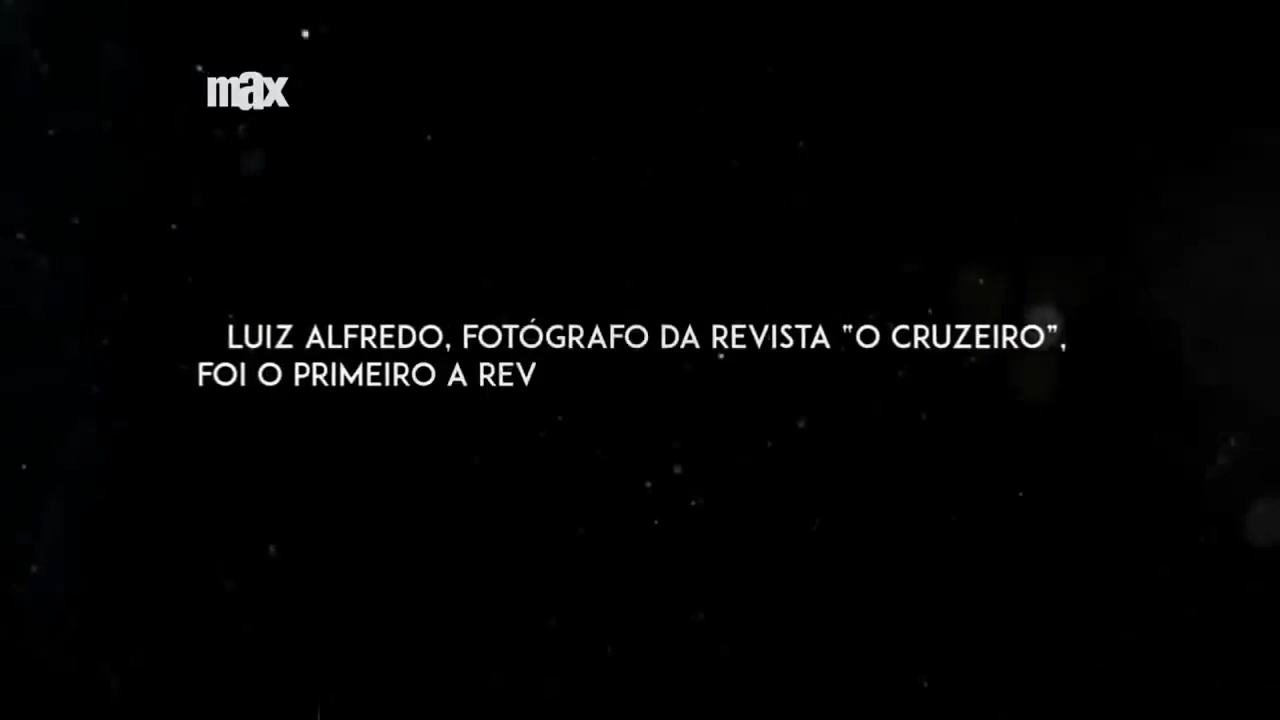 max
LUIZ ALFREDO, FOTÓGRAFO DA REVISTA “O CRUZEIRO”,
FOI O PRIMEIRO A REV